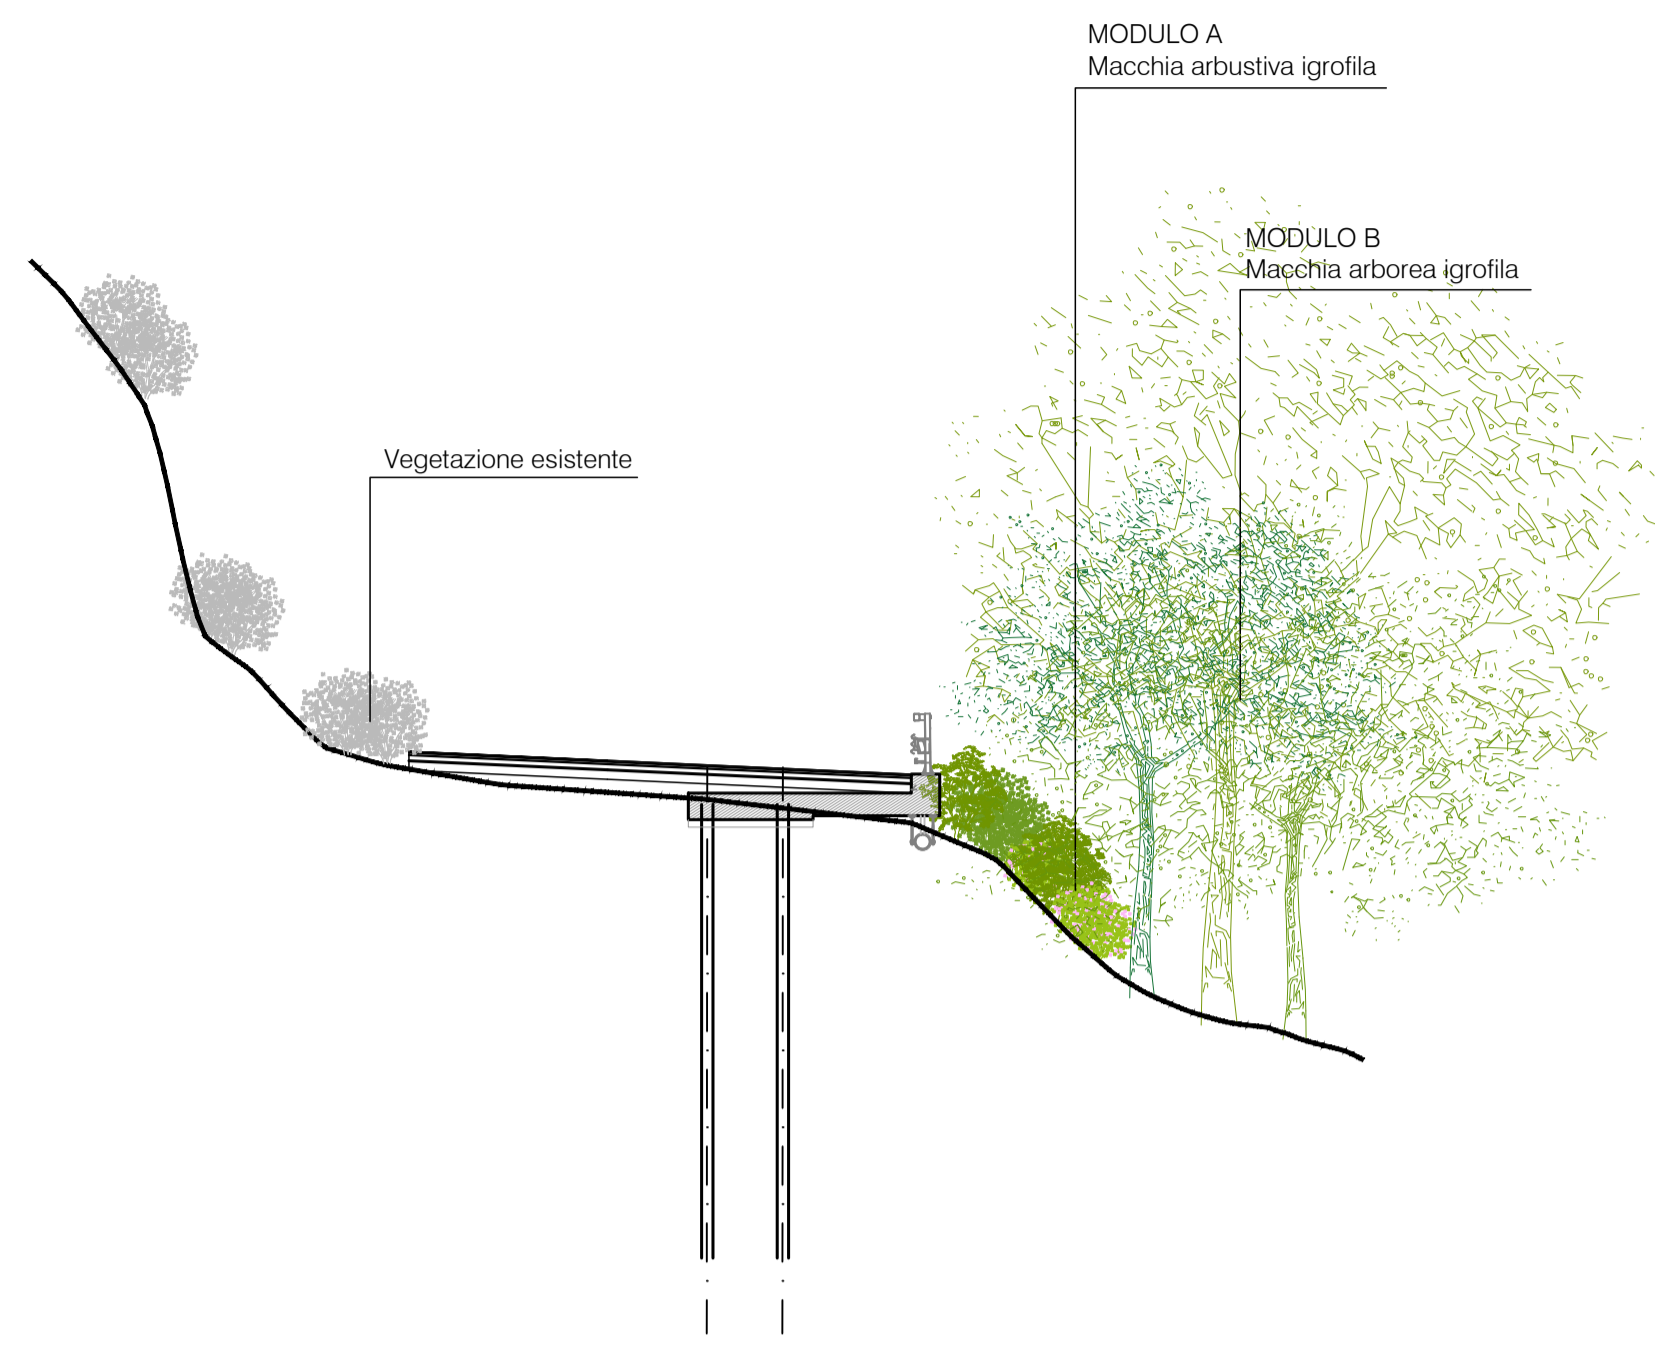 MODULO A
Macchia arbustiva igrofila
MODULO B
Macchia arborea igrofila
Vegetazione esistente